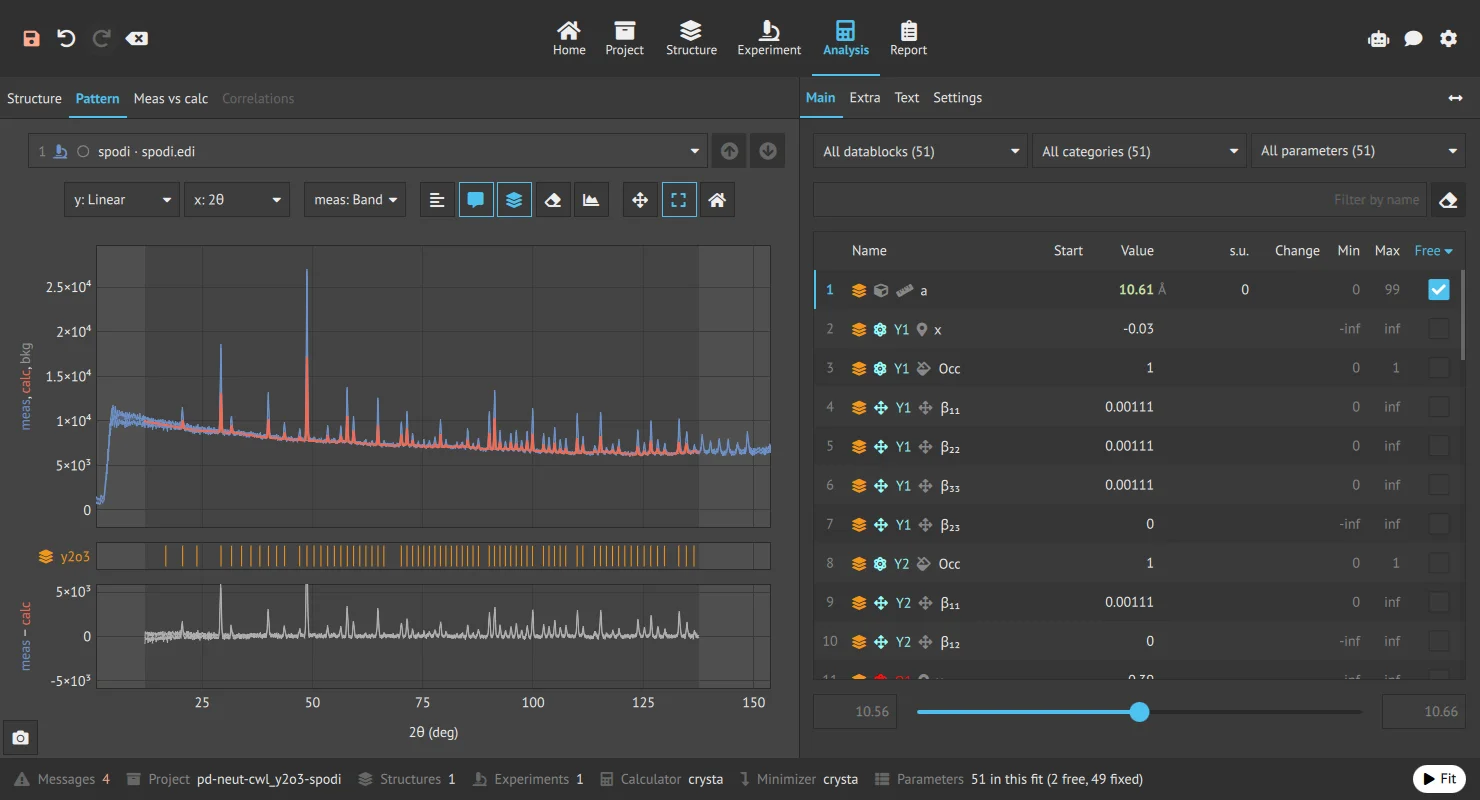 Home Project Structure Experiment Analysis Report
Structure Pattern Meas vs calc Correlations
1 spodi · spodi.edi
y: Linear x: 2θ meas: Band
meas, calc, bkg
2.5×10⁴
2×10⁴
1.5×10⁴
1×10⁴
5×10³
0
y2o3
meas − calc
5×10³
0
-5×10³
25 50 75 100 125 150
2θ (deg)
Main Extra Text Settings
All datablocks (51) All categories (51) All parameters (51)
Filter by name
Name Start Value s.u. Change Min Max Free
1 a 10.61 Å 0 0 99
2 Y1 x -0.03 -inf inf
3 Y1 Occ 1 0 1
4 Y1 β₁₁ 0.00111 0 inf
5 Y1 β₂₂ 0.00111 -inf inf
6 Y1 β₃₃ 0.00111 0 inf
7 Y1 β₂₃ 0 -inf inf
8 Y2 Occ 1 0 1
9 Y2 β₁₁ 0.00111 0 inf
10 Y2 β₁₂ 0 -inf inf
10.56 10.66
Messages 4 Project pd-neut-cwl_y2o3-spodi Structures 1 Experiments 1 Calculator crysta Minimizer crysta Parameters 51 in this fit (2 free, 49 fixed) Fit